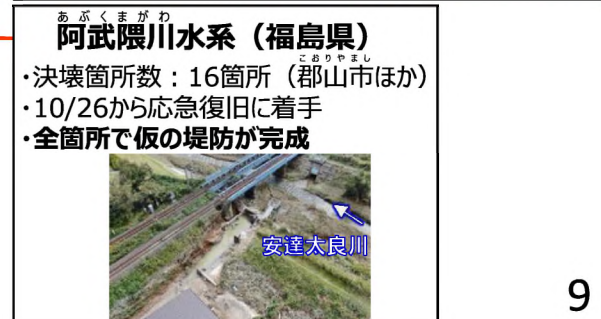 あぶくまがわ
阿武隈川水系（福島県）
こおりやまし
・決壊箇所数：16箇所（郡山市ほか）
・10/26から応急復旧に着手
・全箇所で仮の堤防が完成
安達太良川
9